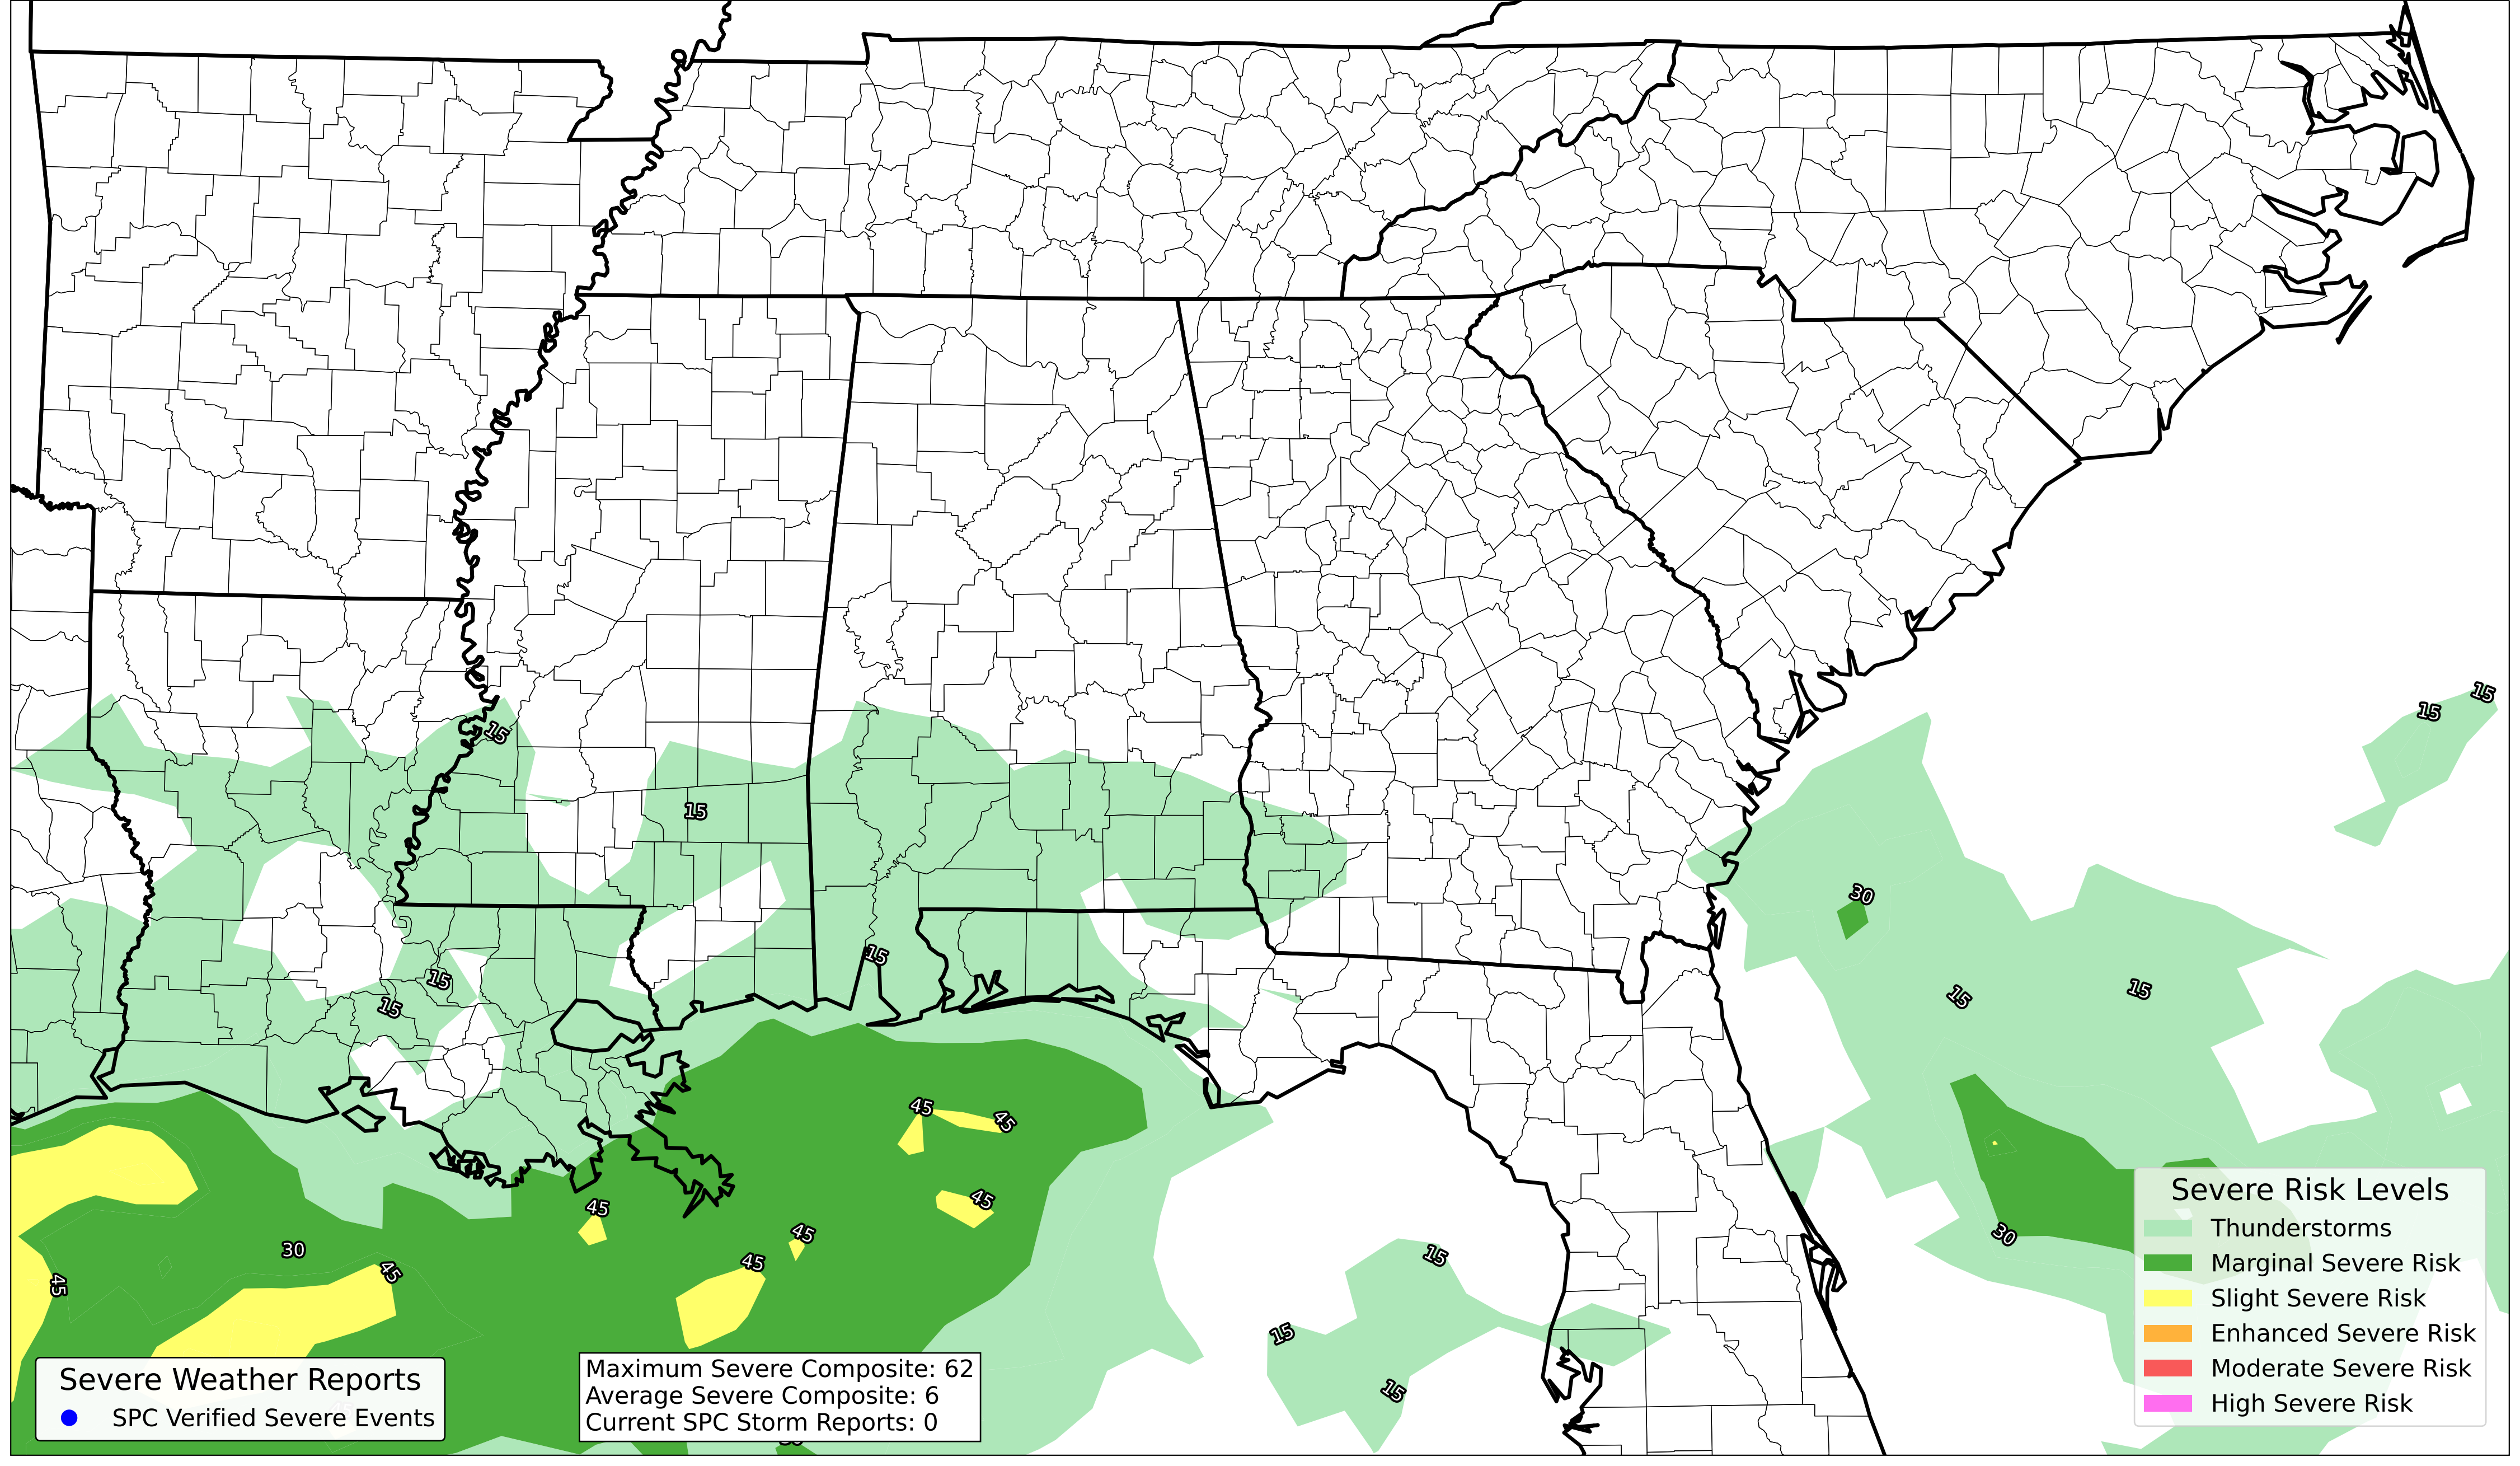 15
15
15
15
30
15
15
15
15
15
45
45
45
45
30
30
45
15
45
45
45
15
15
Severe Risk Levels
Thunderstorms
Marginal Severe Risk
Slight Severe Risk
Enhanced Severe Risk
Moderate Severe Risk
High Severe Risk
Severe Weather Reports
SPC Verified Severe Events
Maximum Severe Composite: 62
Average Severe Composite: 6
Current SPC Storm Reports: 0